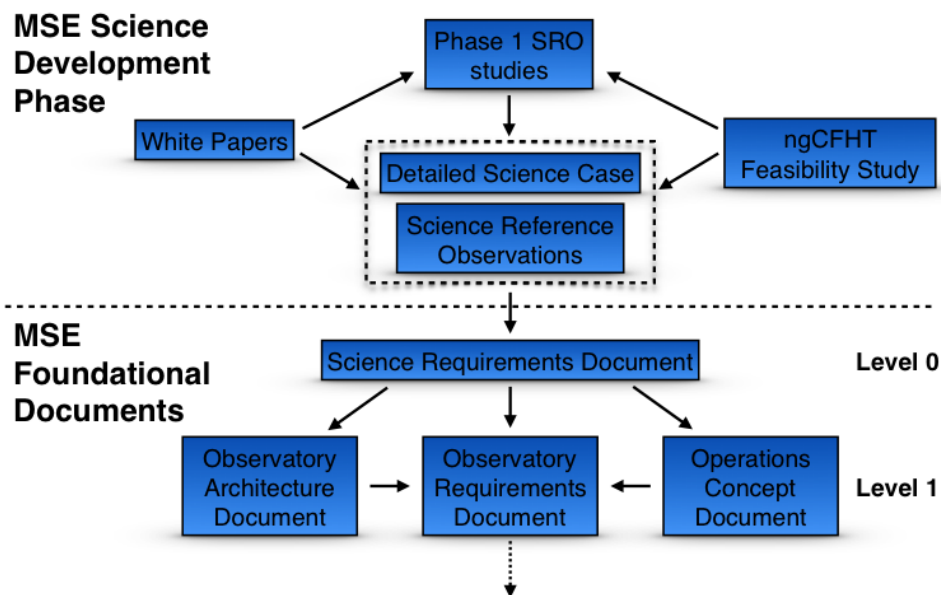 MSE Science
Development
Phase
Phase 1 SRO
studies
White Papers
ngCFHT
Feasibility Study
Detailed Science Case
Science Reference
Observations
MSE
Foundational
Documents
Science Requirements Document
Level 0
Observatory
Architecture
Document
Observatory
Requirements
Document
Operations
Concept
Document
Level 1